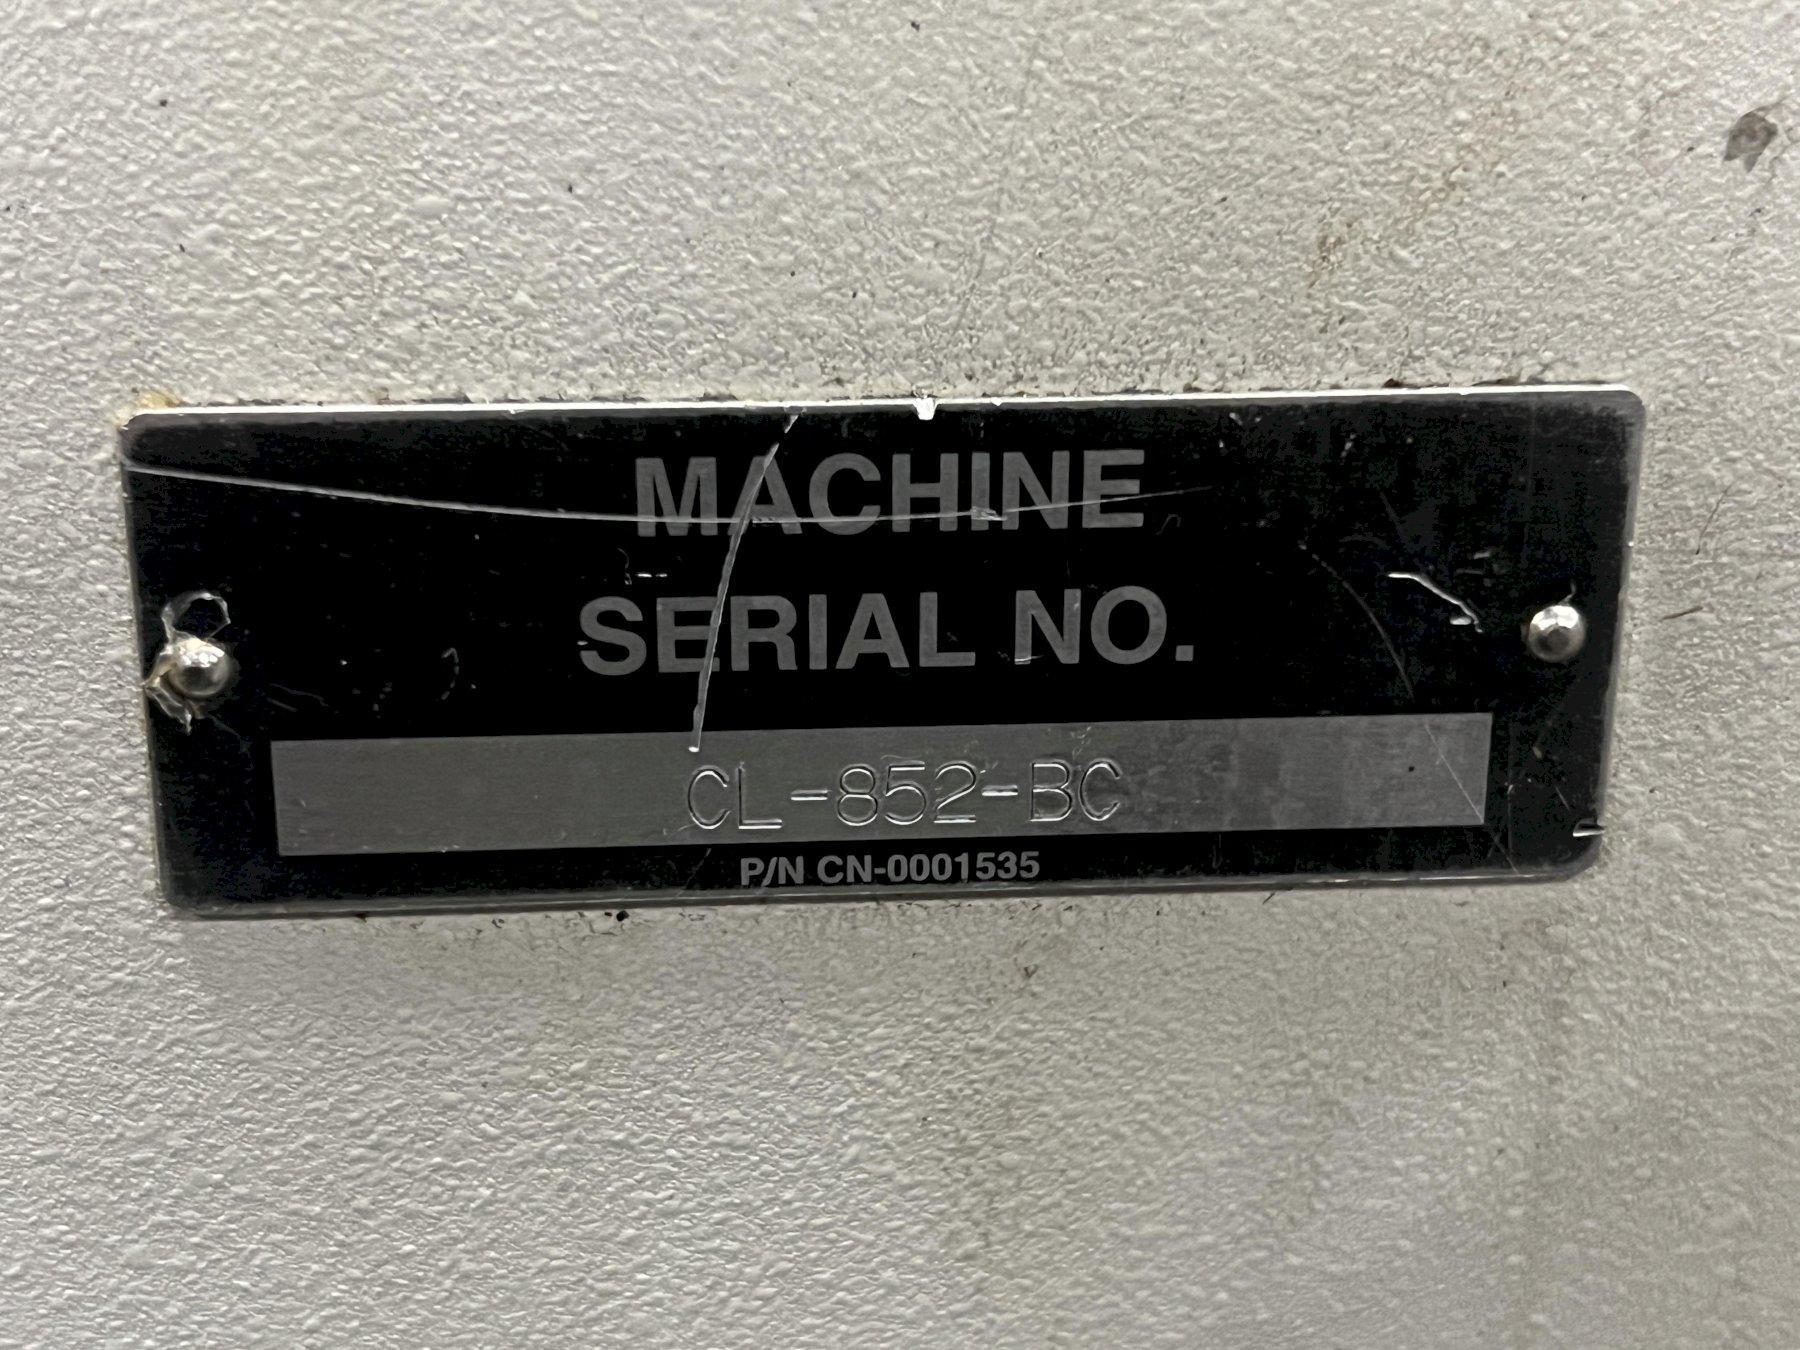 MACHINE
SERIAL NO.
CL-852-BC
P/N CN-0001535